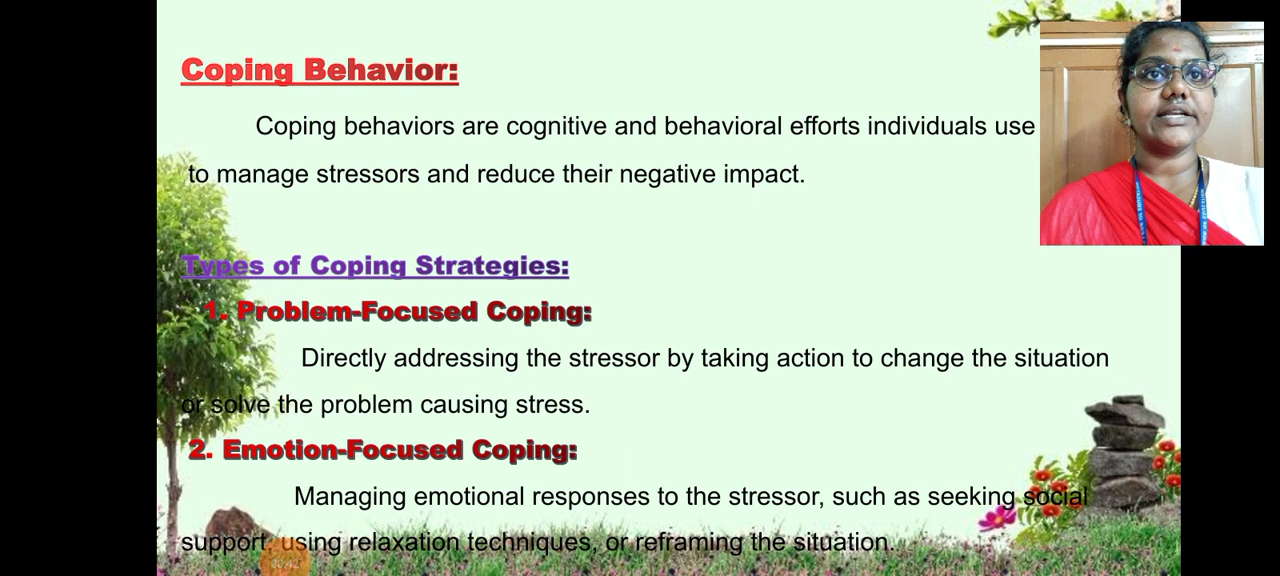 Coping Behavior:
Coping behaviors are cognitive and behavioral efforts individuals use
to manage stressors and reduce their negative impact.
Types of Coping Strategies:
1. Problem-Focused Coping:
Directly addressing the stressor by taking action to change the situation
or solve the problem causing stress.
2. Emotion-Focused Coping:
Managing emotional responses to the stressor, such as seeking social
support, using relaxation techniques, or reframing the situation.
00:42